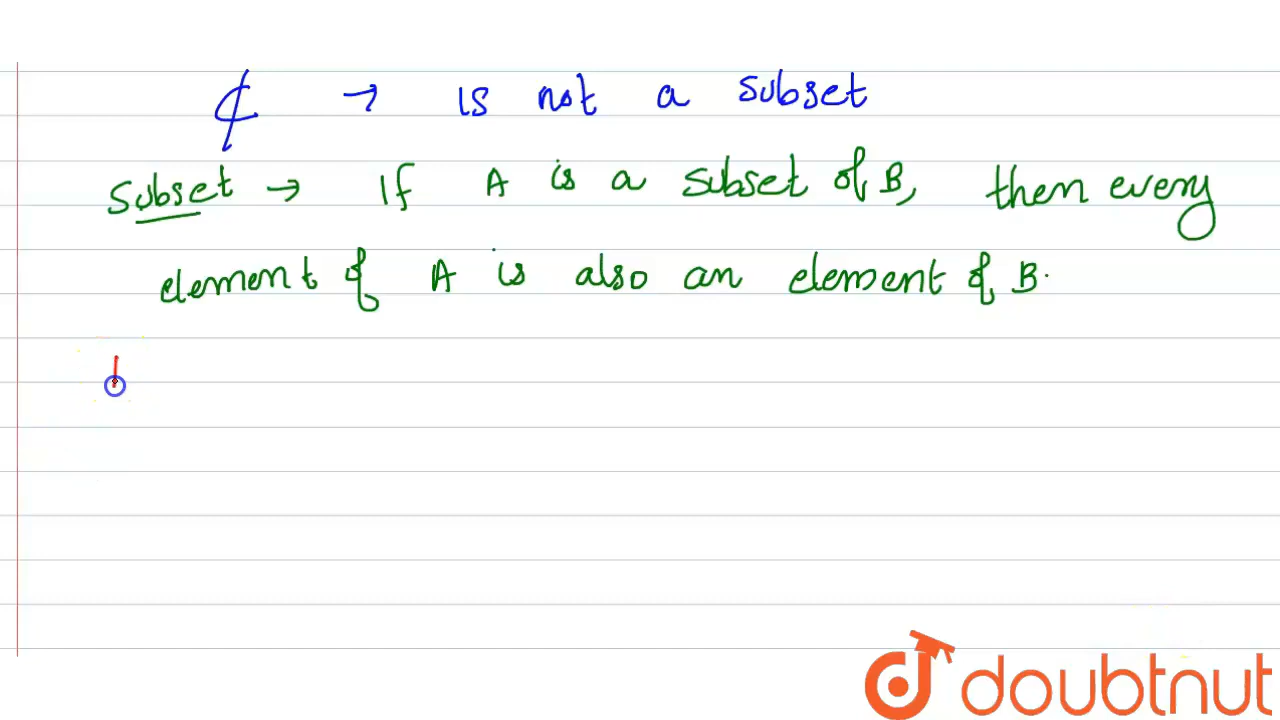 ⊄ → is not a subset
Subset → If A is a subset of B, then every
element of A is also an element of B.
doubtnut